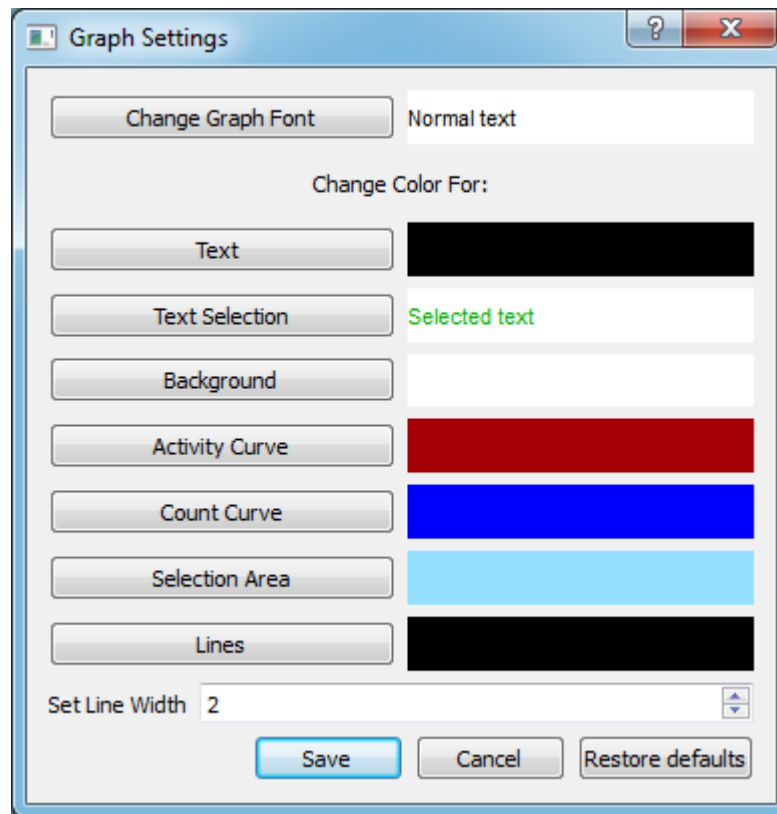 Graph Settings
Change Graph Font Normal text
Change Color For:
Text
Text Selection Selected text
Background
Activity Curve
Count Curve
Selection Area
Lines
Set Line Width 2
Save Cancel Restore defaults